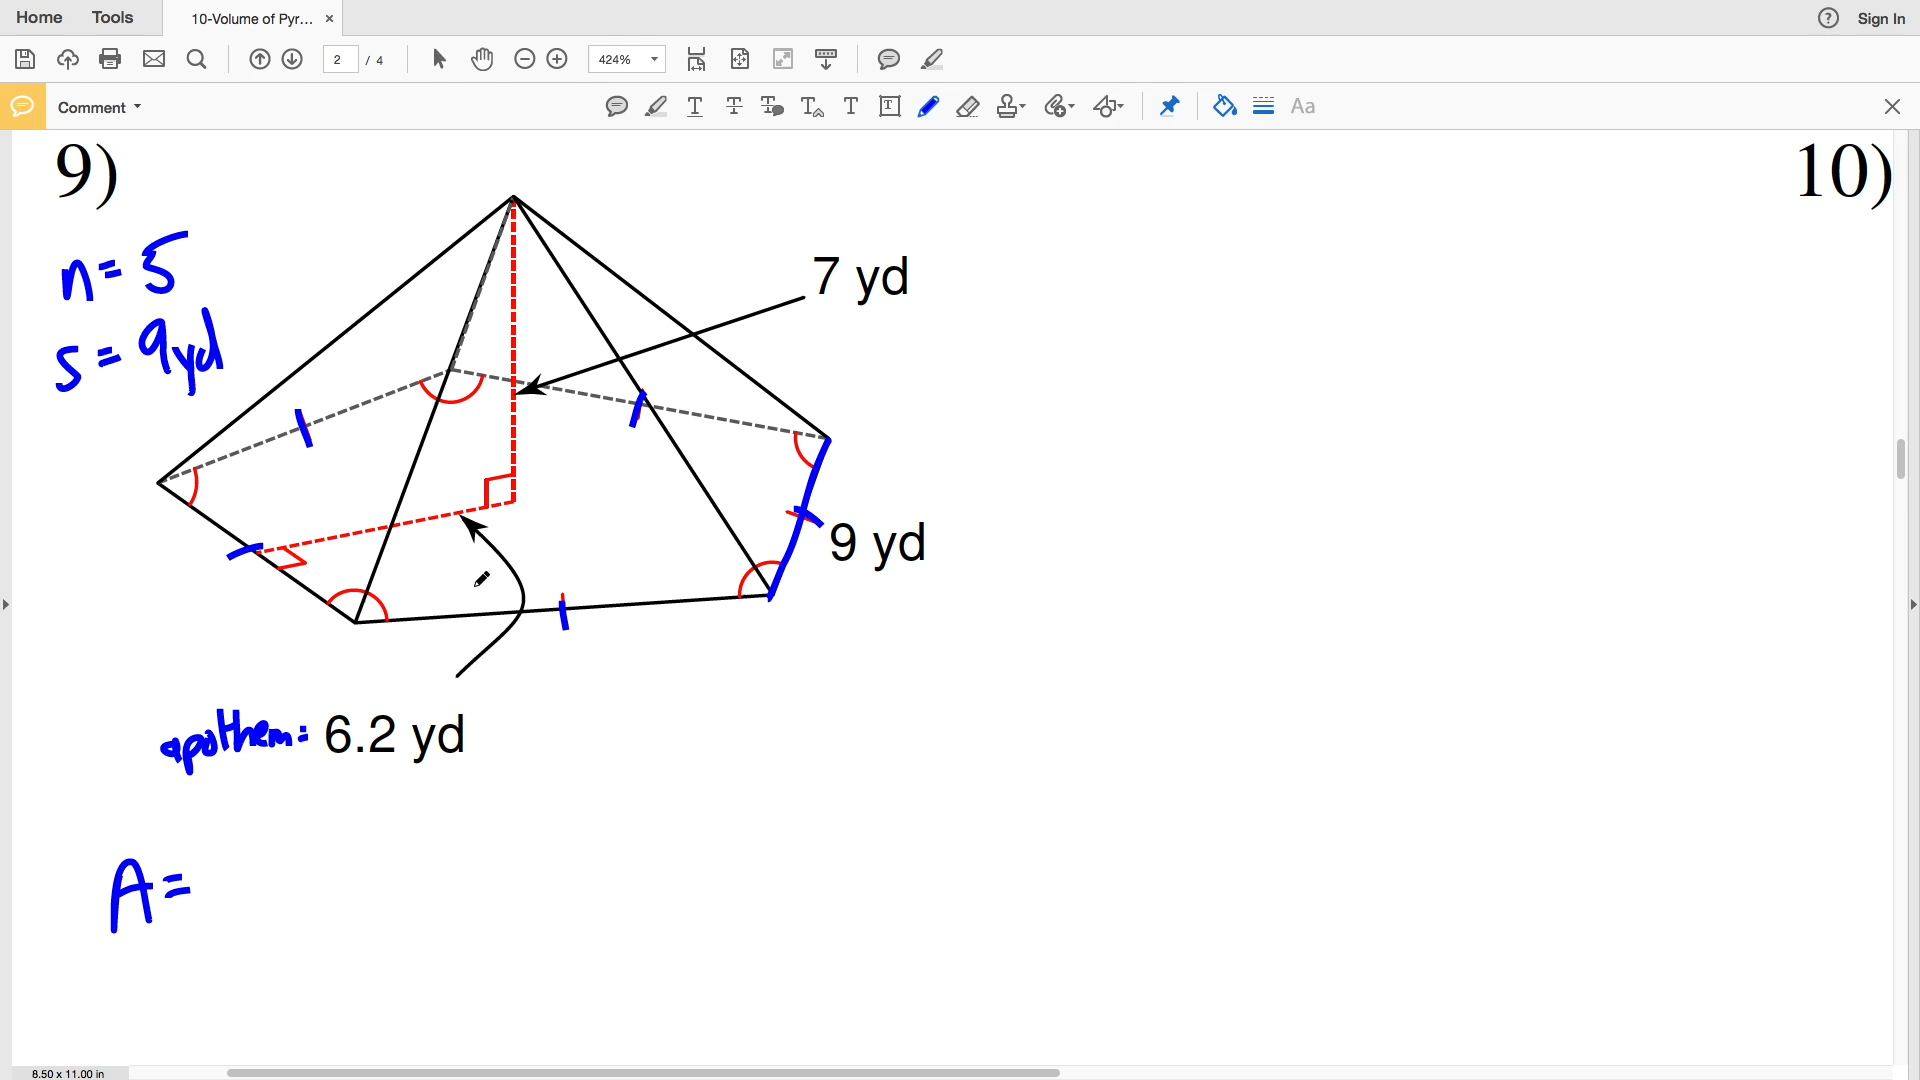 Home Tools 10-Volume of Pyr... × ? Sign In
2 / 4 424%
Comment T T T T T T Aa
9) 10)
n= 5
7 yd
s= 9yd
9 yd
apothem: 6.2 yd
A=
8.50 x 11.00 in